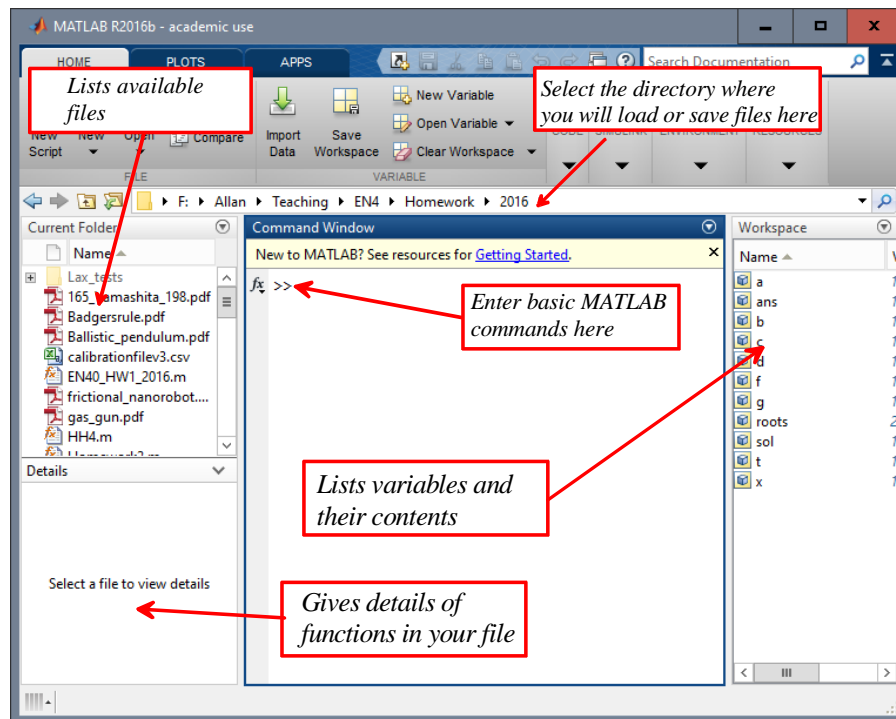 MATLAB R2016b - academic use
HOME PLOTS APPS
Search Documentation
Lists available
files
Select the directory where
you will load or save files here
New Variable
Open Variable
Clear Workspace
New
Script
New
Open
Compare
Import
Data
Save
Workspace
FILE
VARIABLE
CODE SIMULINK ENVIRONMENT RESOURCES
F: Allan Teaching EN4 Homework 2016
Current Folder
Name
Lax_tests
165_Yamashita_198.pdf
Badgersrule.pdf
Ballistic_pendulum.pdf
calibrationfilev3.csv
EN40_HW1_2016.m
frictional_nanorobot....
gas_gun.pdf
HH4.m
Details
Select a file to view details
Command Window
New to MATLAB? See resources for Getting Started.
fx >>
Enter basic MATLAB
commands here
Lists variables and
their contents
Gives details of
functions in your file
Workspace
Name
a
ans
b
c
d
f
g
roots
sol
t
x